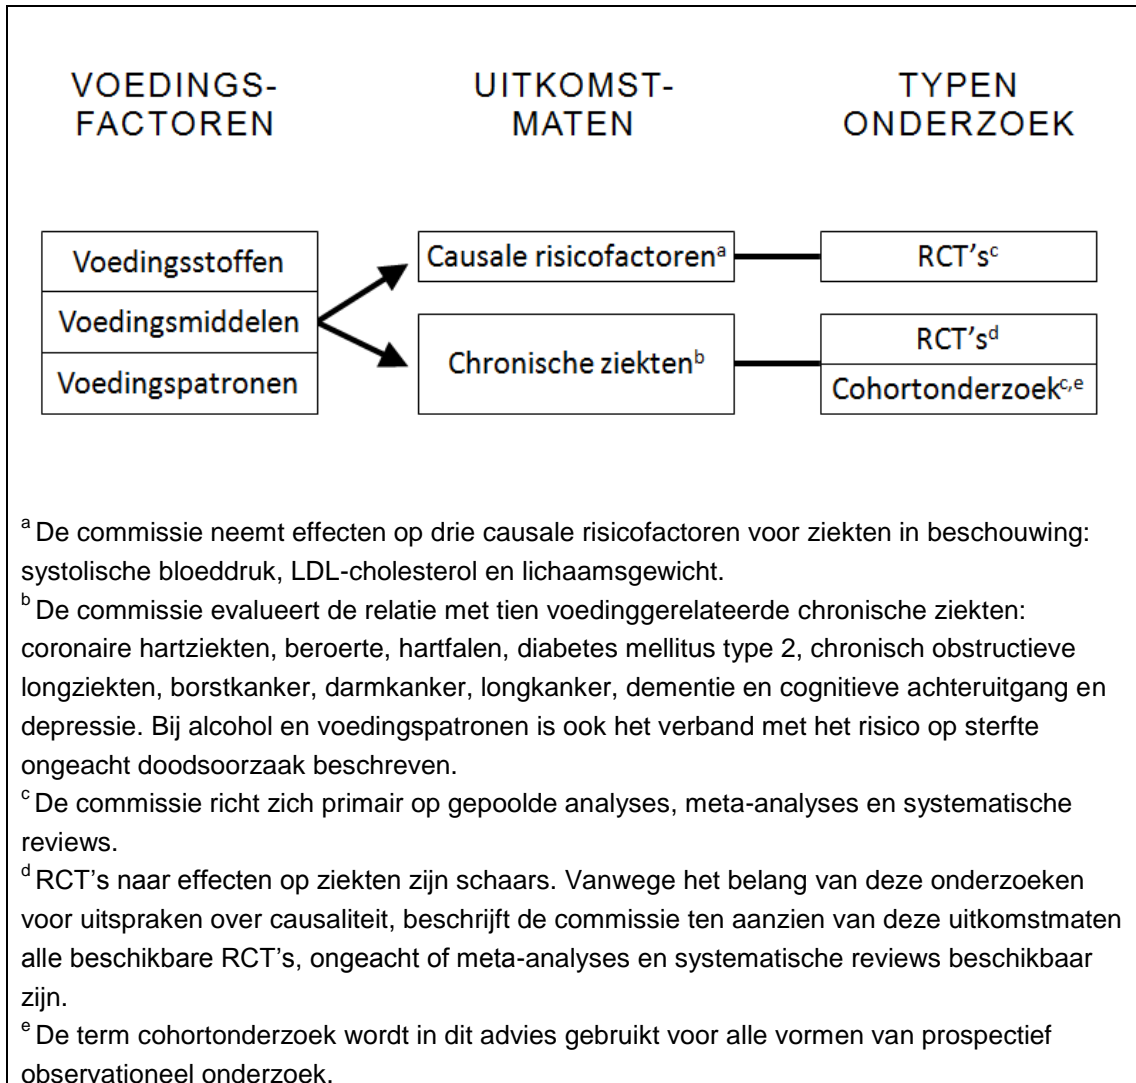 VOEDINGS-
FACTOREN
UITKOMST-
MATEN
TYPEN
ONDERZOEK
Voedingsstoffen
Voedingsmiddelen
Voedingspatronen
Causale risicofactoren^a
Chronische ziekten^b
RCT's^c
RCT's^d
Cohortonderzoek^c,e
^a De commissie neemt effecten op drie causale risicofactoren voor ziekten in beschouwing:
systolische bloeddruk, LDL-cholesterol en lichaamsgewicht.
^b De commissie evalueert de relatie met tien voedinggerelateerde chronische ziekten:
coronaire hartziekten, beroerte, hartfalen, diabetes mellitus type 2, chronisch obstructieve
longziekten, borstkanker, darmkanker, longkanker, dementie en cognitieve achteruitgang en
depressie. Bij alcohol en voedingspatronen is ook het verband met het risico op sterfte
ongeacht doodsoorzaak beschreven.
^c De commissie richt zich primair op gepoolde analyses, meta-analyses en systematische
reviews.
^d RCT's naar effecten op ziekten zijn schaars. Vanwege het belang van deze onderzoeken
voor uitspraken over causaliteit, beschrijft de commissie ten aanzien van deze uitkomstmaten
alle beschikbare RCT's, ongeacht of meta-analyses en systematische reviews beschikbaar
zijn.
^e De term cohortonderzoek wordt in dit advies gebruikt voor alle vormen van prospectief
observationeel onderzoek.